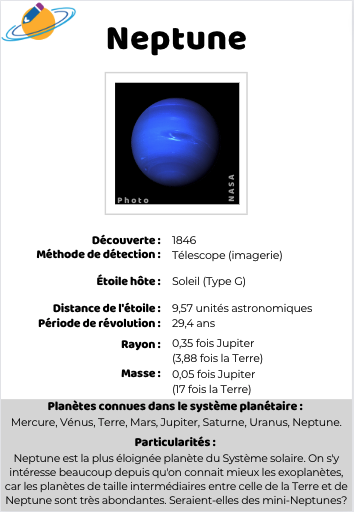 Neptune
Photo
NASA
Découverte : 1846
Méthode de détection : Télescope (imagerie)
Étoile hôte : Soleil (Type G)
Distance de l'étoile : 9,57 unités astronomiques
Période de révolution : 29,4 ans
Rayon : 0,35 fois Jupiter
(3,88 fois la Terre)
Masse : 0,05 fois Jupiter
(17 fois la Terre)
Planètes connues dans le système planétaire :
Mercure, Vénus, Terre, Mars, Jupiter, Saturne, Uranus, Neptune.
Particularités :
Neptune est la plus éloignée planète du Système solaire. On s'y
intéresse beaucoup depuis qu'on connait mieux les exoplanètes,
car les planètes de taille intermédiaires entre celle de la Terre et de
Neptune sont très abondantes. Seraient-elles des mini-Neptunes?